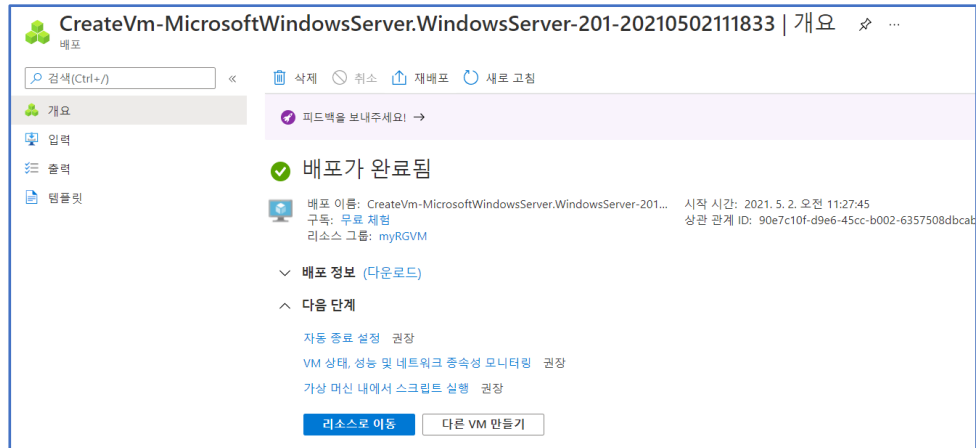 CreateVm-MicrosoftWindowsServer.WindowsServer-201-20210502111833 | 개요 ...
배포
검색(Ctrl+/) «
삭제 취소 재배포 새로 고침
개요
입력
출력
템플릿
피드백을 보내주세요! →
배포가 완료됨
배포 이름: CreateVm-MicrosoftWindowsServer.WindowsServer-201... 시작 시간: 2021. 5. 2. 오전 11:27:45
구독: 무료 체험 상관 관계 ID: 90e7c10f-d9e6-45cc-b002-6357508dbcab
리소스 그룹: myRGVM
배포 정보 (다운로드)
다음 단계
자동 종료 설정 권장
VM 상태, 성능 및 네트워크 종속성 모니터링 권장
가상 머신 내에서 스크립트 실행 권장
리소스로 이동 다른 VM 만들기